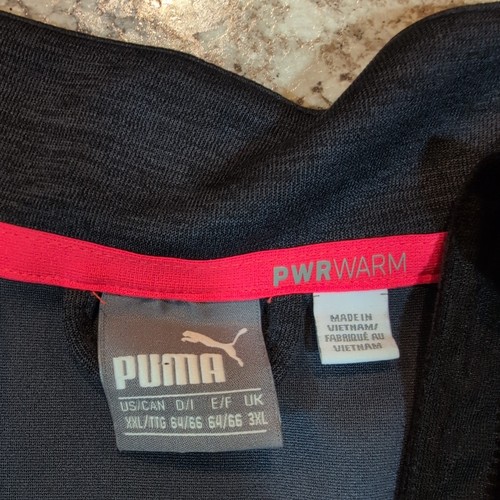 PWRWARM
MADE IN
VIETNAM/
FABRIQUÉ AU
VIETNAM
PUMA
US/CAN D/I E/F UK
XXL/TTG 64/66 64/66 3XL